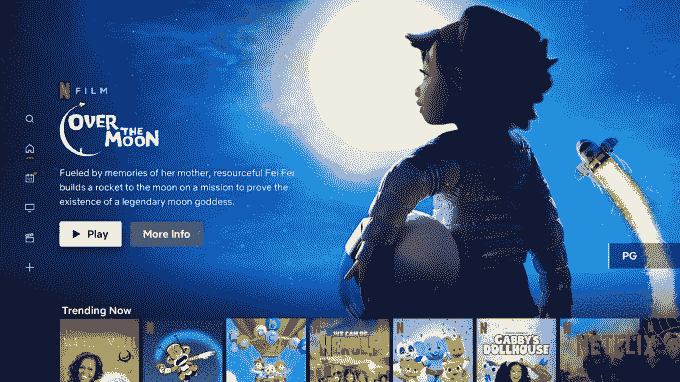 N FILM
OVER
THE
MOON
Fueled by memories of her mother, resourceful Fei Fei
builds a rocket to the moon on a mission to prove the
existence of a legendary moon goddess.
Play
More Info
PG
Trending Now
N
N
N
GABBY'S
DOLLHOUSE
NETFLIX